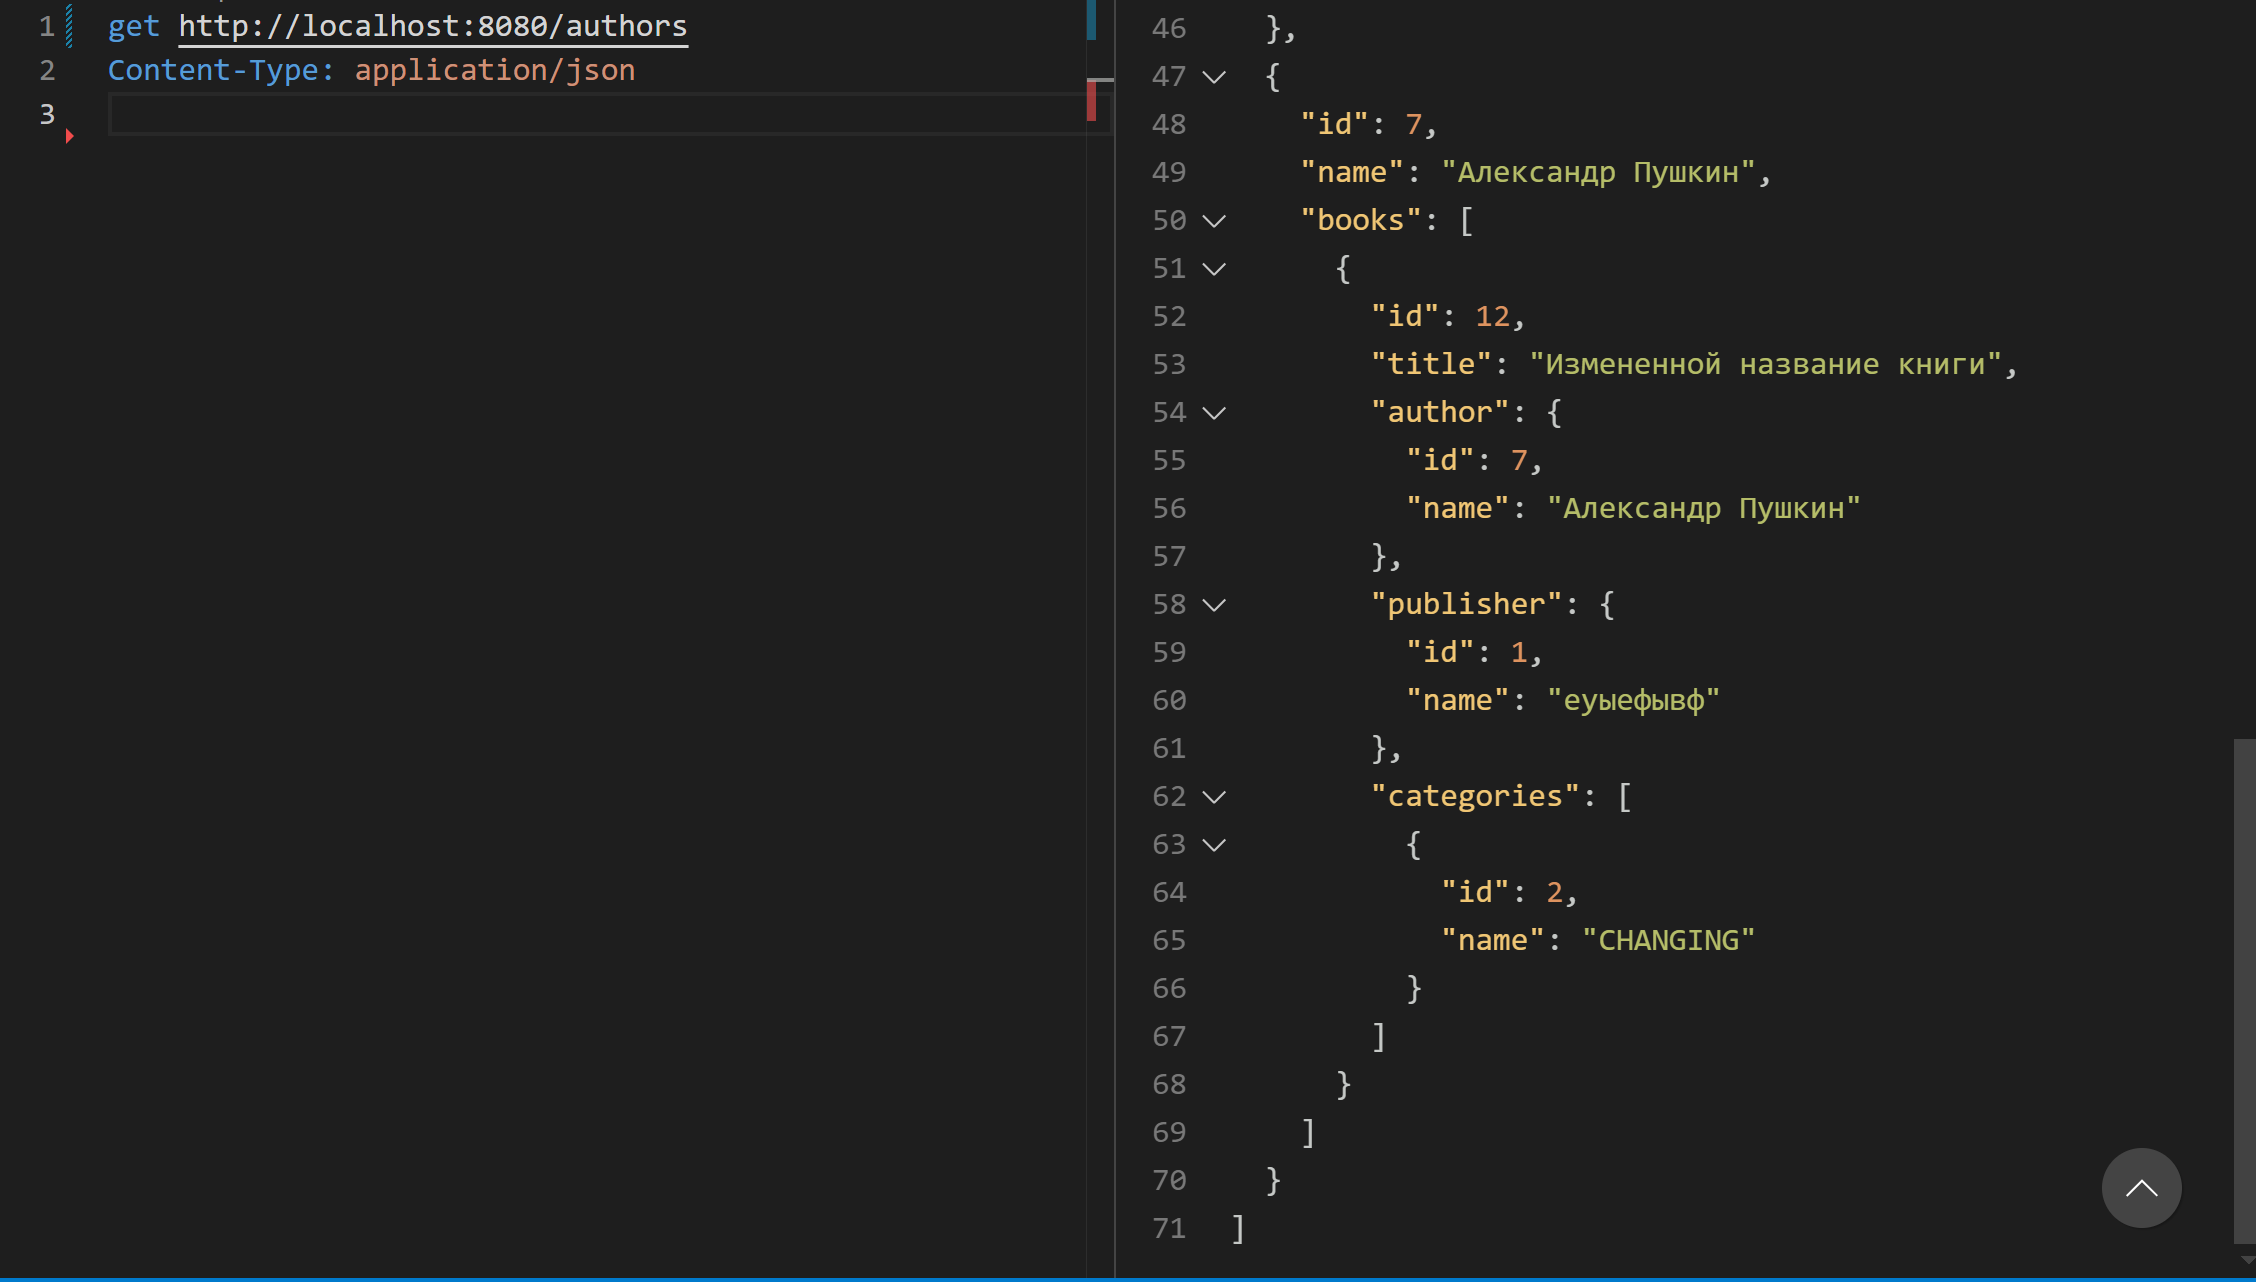 1 get http://localhost:8080/authors
2 Content-Type: application/json
3
46 },
47 {
48 "id": 7,
49 "name": "Александр Пушкин",
50 "books": [
51 {
52 "id": 12,
53 "title": "Измененной название книги",
54 "author": {
55 "id": 7,
56 "name": "Александр Пушкин"
57 },
58 "publisher": {
59 "id": 1,
60 "name": "еуыефывф"
61 },
62 "categories": [
63 {
64 "id": 2,
65 "name": "CHANGING"
66 }
67 ]
68 }
69 ]
70 }
71 ]